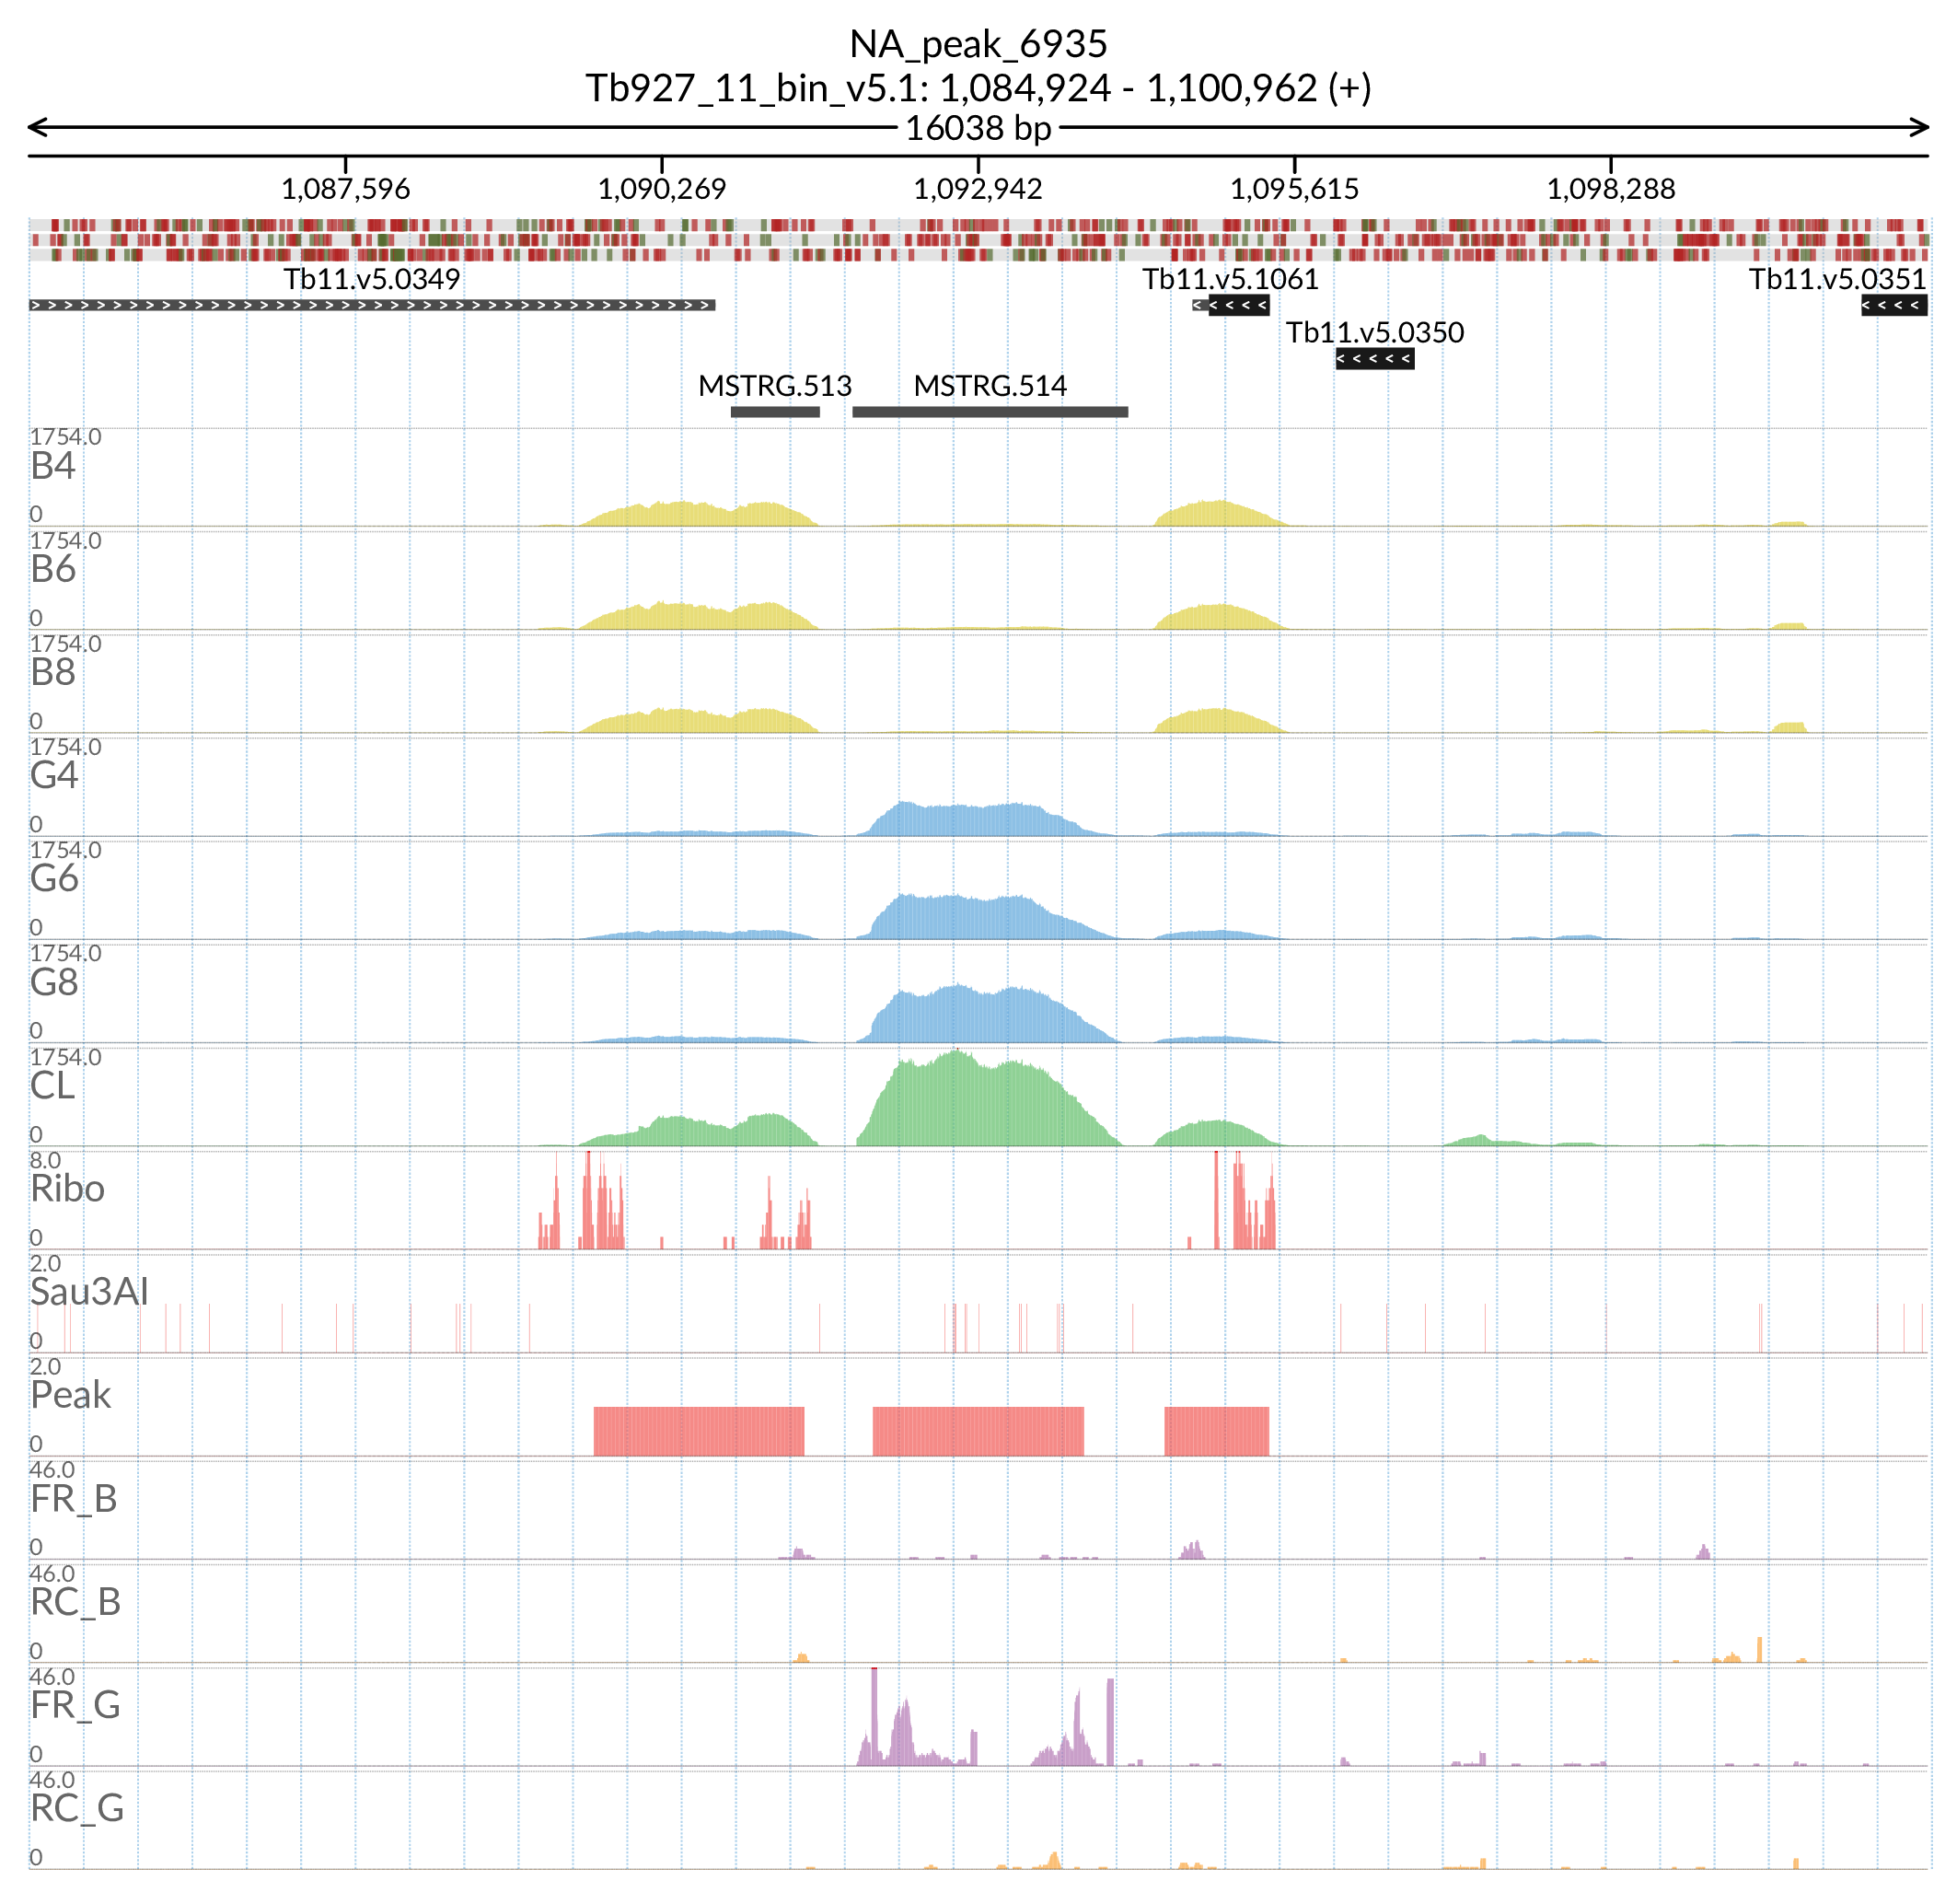 NA_peak_6935
Tb927_11_bin_v5.1: 1,084,924 - 1,100,962 (+)
16038 bp
1,087,596 1,090,269 1,092,942 1,095,615 1,098,288
Tb11.v5.0349 Tb11.v5.1061 Tb11.v5.0351
Tb11.v5.0350
MSTRG.513 MSTRG.514
1754.0
B4
0
1754.0
B6
0
1754.0
B8
0
1754.0
G4
0
1754.0
G6
0
1754.0
G8
0
1754.0
CL
0
8.0
Ribo
0
2.0
Sau3AI
0
2.0
Peak
0
46.0
FR_B
0
46.0
RC_B
0
46.0
FR_G
0
46.0
RC_G
0